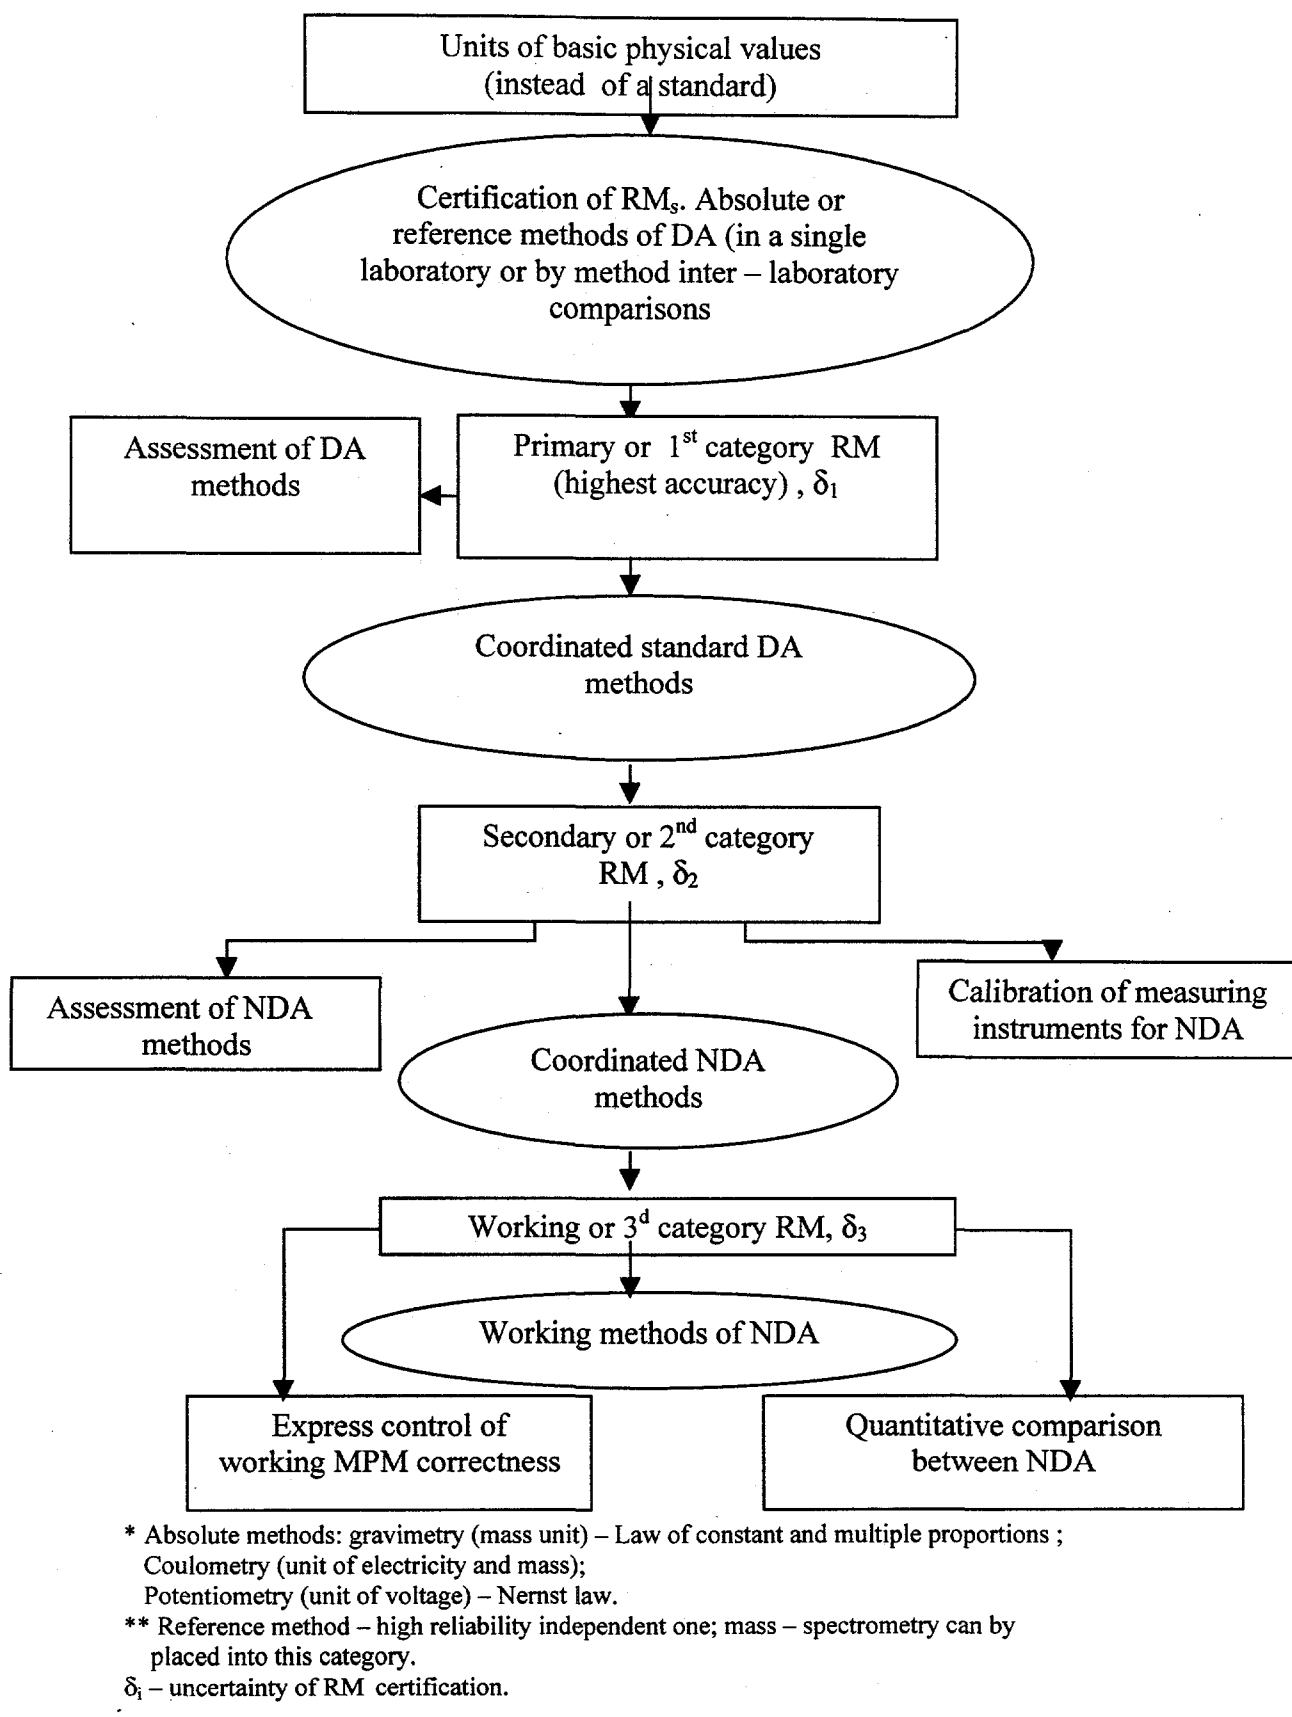 Units of basic physical values
(instead of a standard)
Certification of RMₛ. Absolute or
reference methods of DA (in a single
laboratory or by method inter – laboratory
comparisons
Assessment of DA
methods
Primary or 1ˢᵗ category RM
(highest accuracy) , δ₁
Coordinated standard DA
methods
Secondary or 2ⁿᵈ category
RM , δ₂
Assessment of NDA
methods
Coordinated NDA
methods
Calibration of measuring
instruments for NDA
Working or 3ᵈ category RM, δ₃
Working methods of NDA
Express control of
working MPM correctness
Quantitative comparison
between NDA
* Absolute methods: gravimetry (mass unit) – Law of constant and multiple proportions ;
Coulometry (unit of electricity and mass);
Potentiometry (unit of voltage) – Nernst law.
** Reference method – high reliability independent one; mass – spectrometry can by
placed into this category.
δᵢ – uncertainty of RM certification.